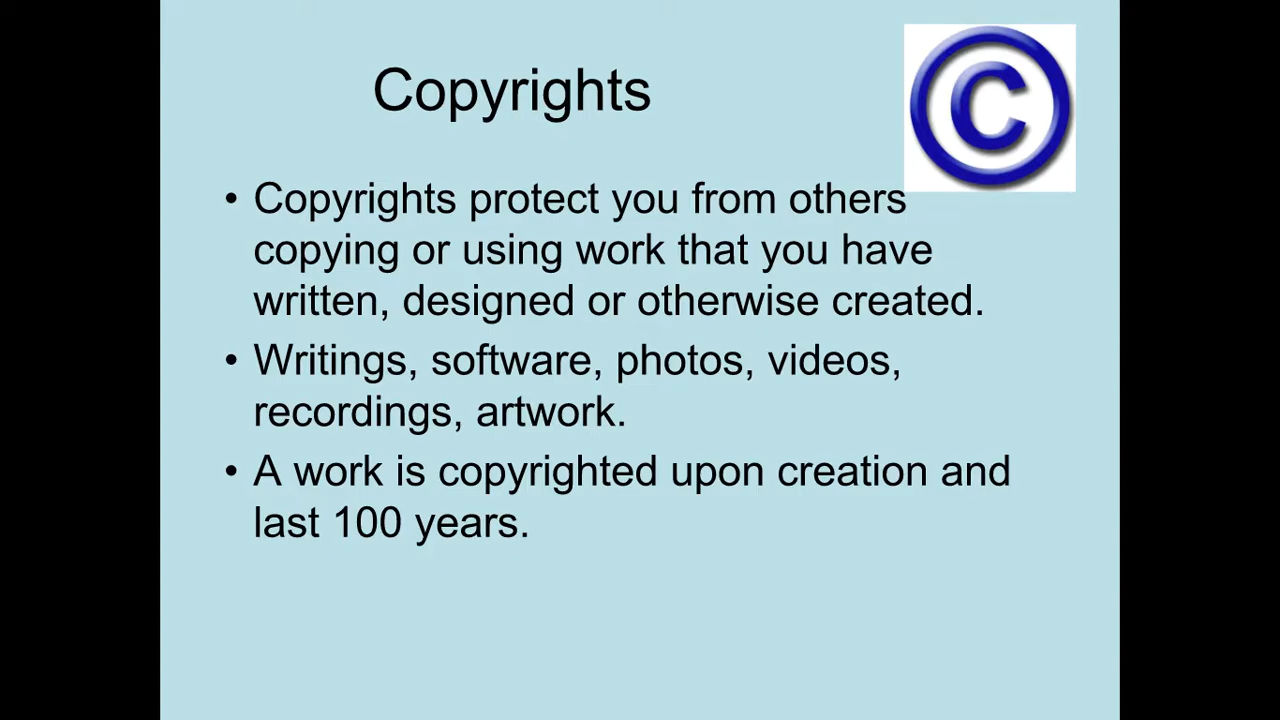 Copyrights
©
• Copyrights protect you from others
copying or using work that you have
written, designed or otherwise created.
• Writings, software, photos, videos,
recordings, artwork.
• A work is copyrighted upon creation and
last 100 years.